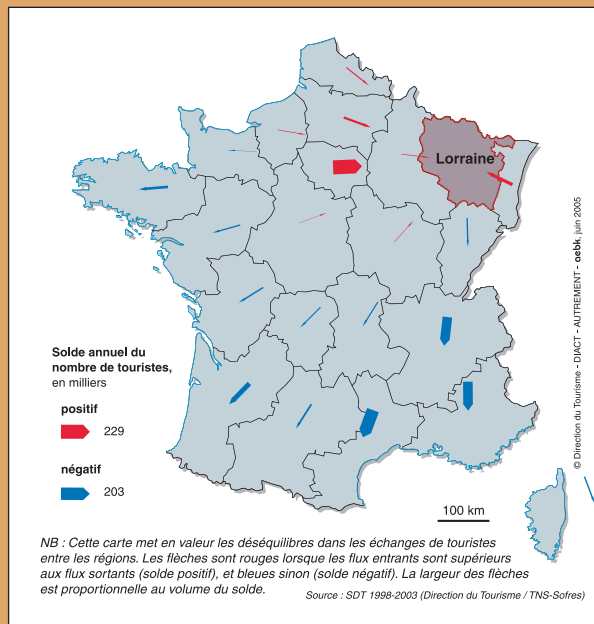 Lorraine
Solde annuel du
nombre de touristes,
en milliers
positif
229
négatif
203
100 km
© Direction du Tourisme - DIACT - AUTREMENT - aebk, juin 2005
NB : Cette carte met en valeur les déséquilibres dans les échanges de touristes
entre les régions. Les flèches sont rouges lorsque les flux entrants sont supérieurs
aux flux sortants (solde positif), et bleues sinon (solde négatif). La largeur des flèches
est proportionnelle au volume du solde.
Source : SDT 1998-2003 (Direction du Tourisme / TNS-Sofres)